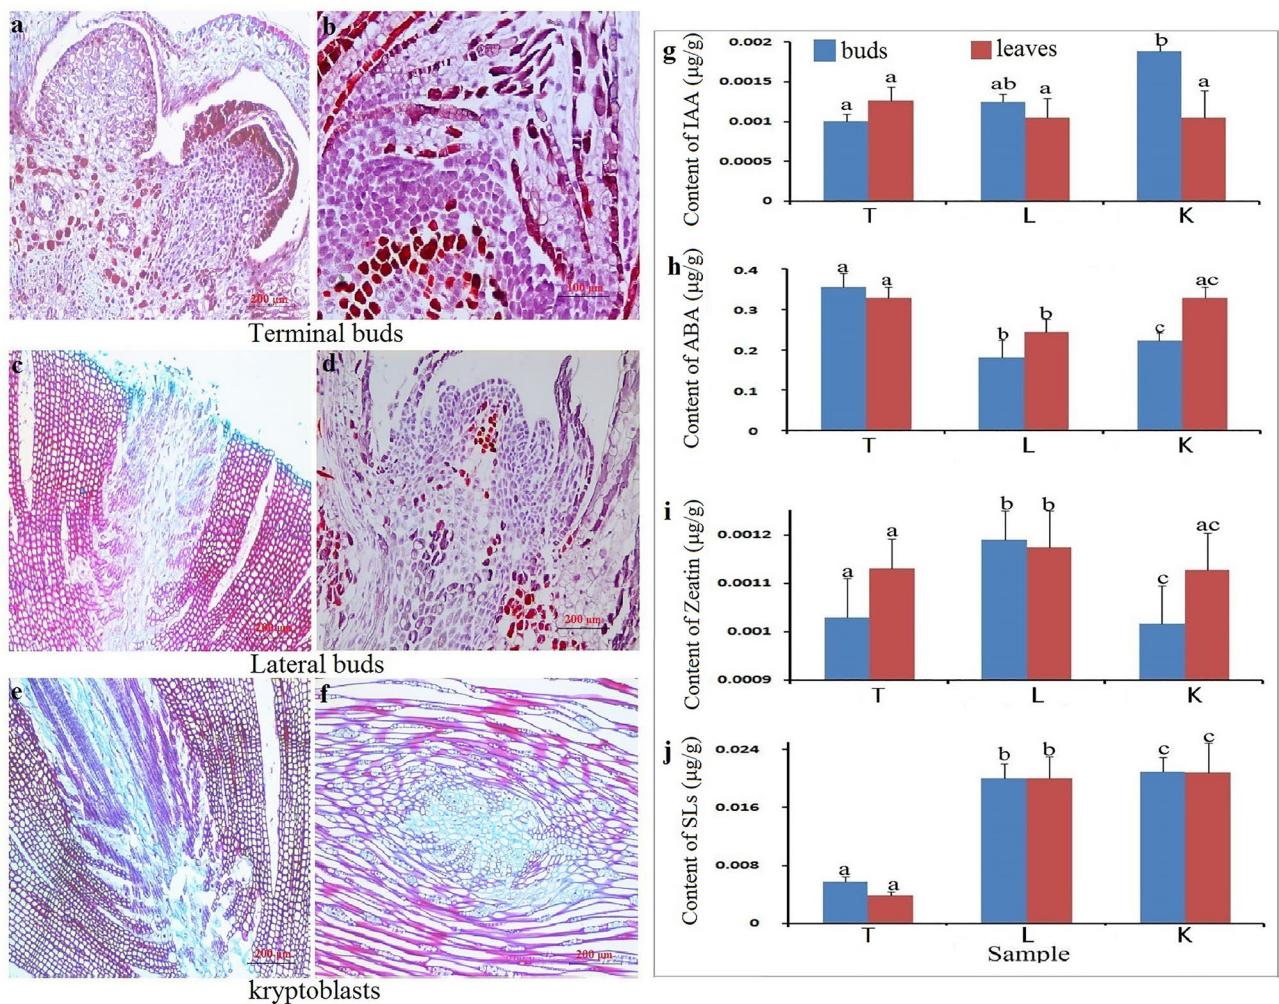 a
b
200 μm
100 μm
Terminal buds
c
d
200 μm
200 μm
Lateral buds
e
f
200 μm
200 μm
kryptoblasts
g
Content of IAA (μg/g)
0.002
0.0015
0.001
0.0005
0
buds
leaves
a
a
ab
a
b
a
T
L
K
h
Content of ABA (μg/g)
0.4
0.3
0.2
0.1
0
a
a
b
b
c
ac
T
L
K
i
Content of Zeatin (μg/g)
0.0012
0.0011
0.001
0.0009
a
a
b
b
c
ac
T
L
K
j
Content of SLs (μg/g)
0.024
0.016
0.008
0
a
a
b
b
c
c
T
L
K
Sample